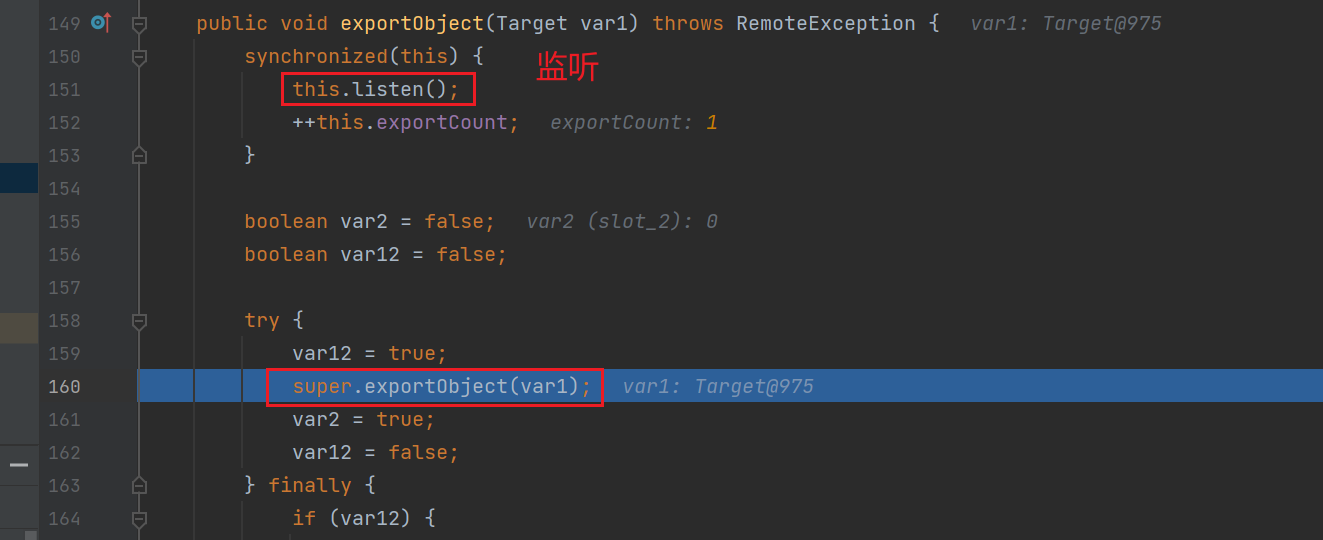 149 public void exportObject(Target var1) throws RemoteException { var1: Target@975
150 synchronized(this) { 监听
151 this.listen();
152 ++this.exportCount; exportCount: 1
153 }
154
155 boolean var2 = false; var2 (slot_2): 0
156 boolean var12 = false;
157
158 try {
159 var12 = true;
160 super.exportObject(var1); var1: Target@975
161 var2 = true;
162 var12 = false;
163 } finally {
164 if (var12) {